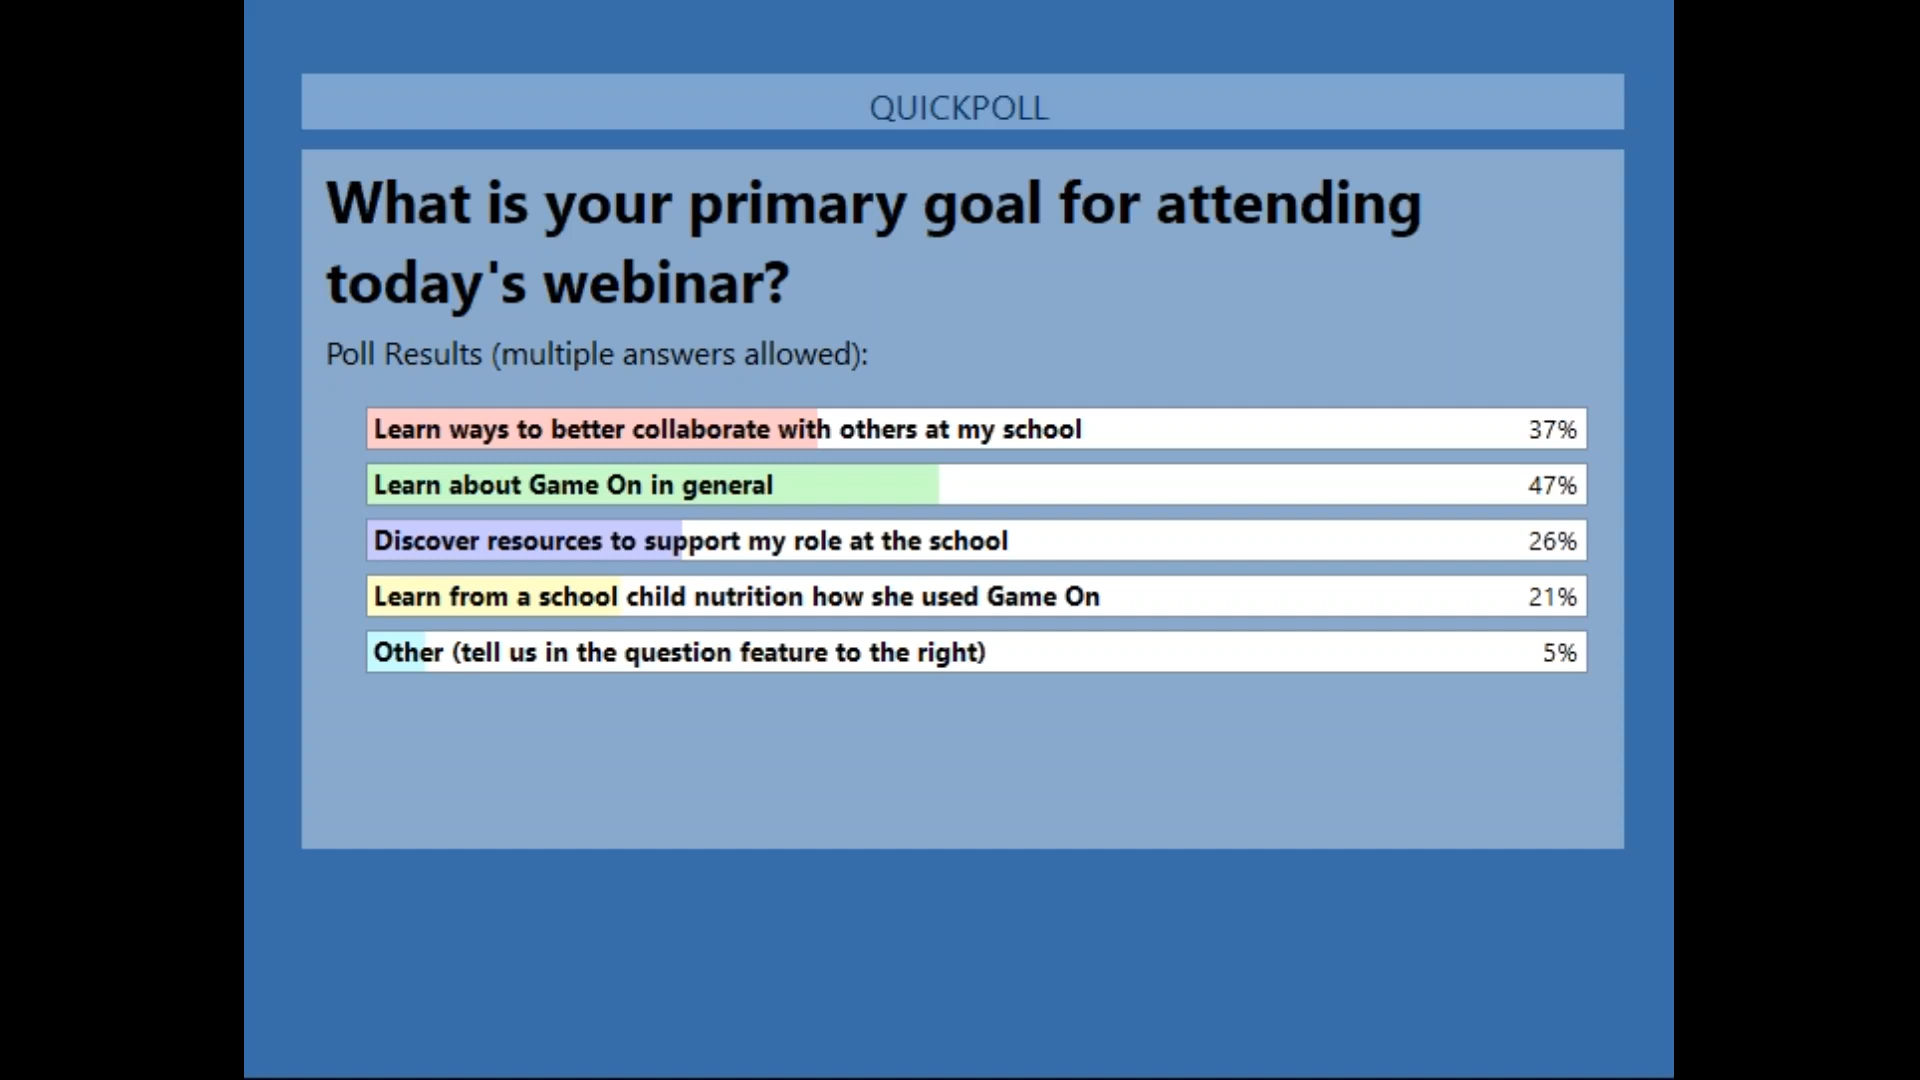 QUICKPOLL
What is your primary goal for attending
today's webinar?
Poll Results (multiple answers allowed):
Learn ways to better collaborate with others at my school 37%
Learn about Game On in general 47%
Discover resources to support my role at the school 26%
Learn from a school child nutrition how she used Game On 21%
Other (tell us in the question feature to the right) 5%